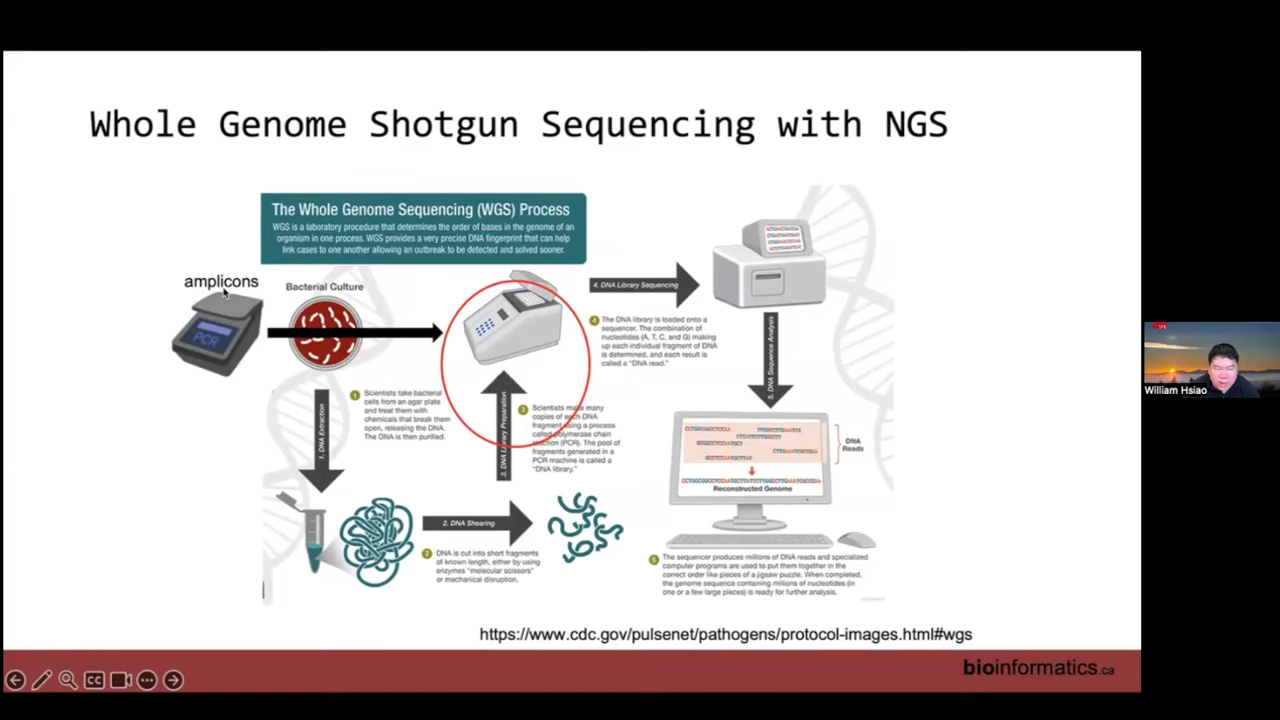 Whole Genome Shotgun Sequencing with NGS
The Whole Genome Sequencing (WGS) Process
WGS is a laboratory procedure that determines the order of bases in the genome of an
organism in one process. WGS provides a very precise DNA fingerprint that can help
link cases to one another allowing an outbreak to be detected and solved sooner.
amplicons
PCR
Bacterial Culture
1
Scientists take bacterial
cells from an agar plate
and treat them with
chemicals that break them
open, releasing the DNA.
The DNA is then purified.
1. DNA Extraction
2. DNA Shearing
2
DNA is cut into short fragments
of known length, either by using
enzymes "molecular scissors"
or mechanical disruption.
3. DNA Library Preparation
3
Scientists make many
copies of each DNA
fragment using a process
called polymerase chain
reaction (PCR). The pool of
fragments generated in a
PCR machine is called a
"DNA library."
4. DNA Library Sequencing
4
The DNA library is loaded onto a
sequencer. The combination of
nucleotides (A, T, C, and G) making
up each individual fragment of DNA
is determined, and each result is
called a "DNA read."
5. DNA Sequence Analysis
DNA
Reads
Reconstructed Genome
5
The sequencer produces millions of DNA reads and specialized
computer programs are used to put them together in the
correct order like pieces of a jigsaw puzzle. When completed,
the genome sequence containing millions of nucleotides (in
one or a few large pieces) is ready for further analysis.
https://www.cdc.gov/pulsenet/pathogens/protocol-images.html#wgs
bioinformatics.ca
CC
William Hsiao